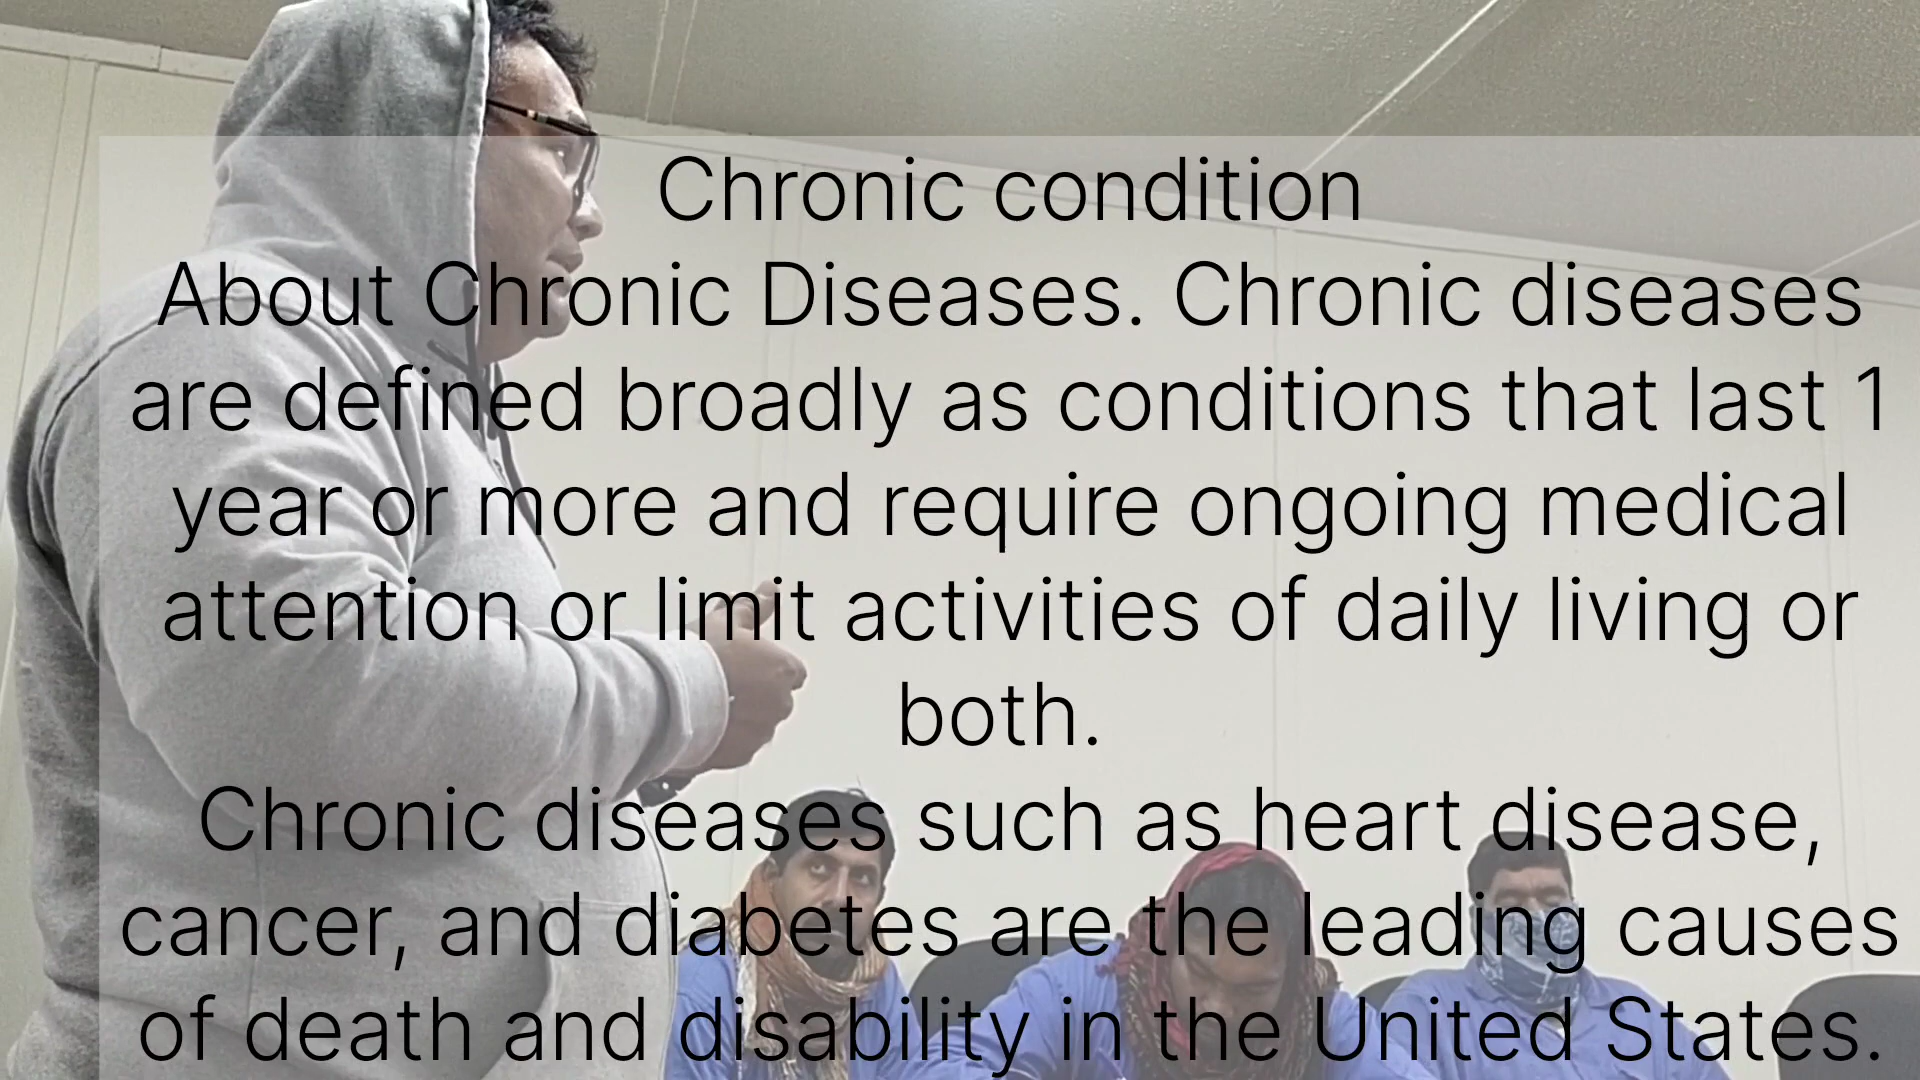 Chronic condition
About Chronic Diseases. Chronic diseases
are defined broadly as conditions that last 1
year or more and require ongoing medical
attention or limit activities of daily living or
both.
Chronic diseases such as heart disease,
cancer, and diabetes are the leading causes
of death and disability in the United States.